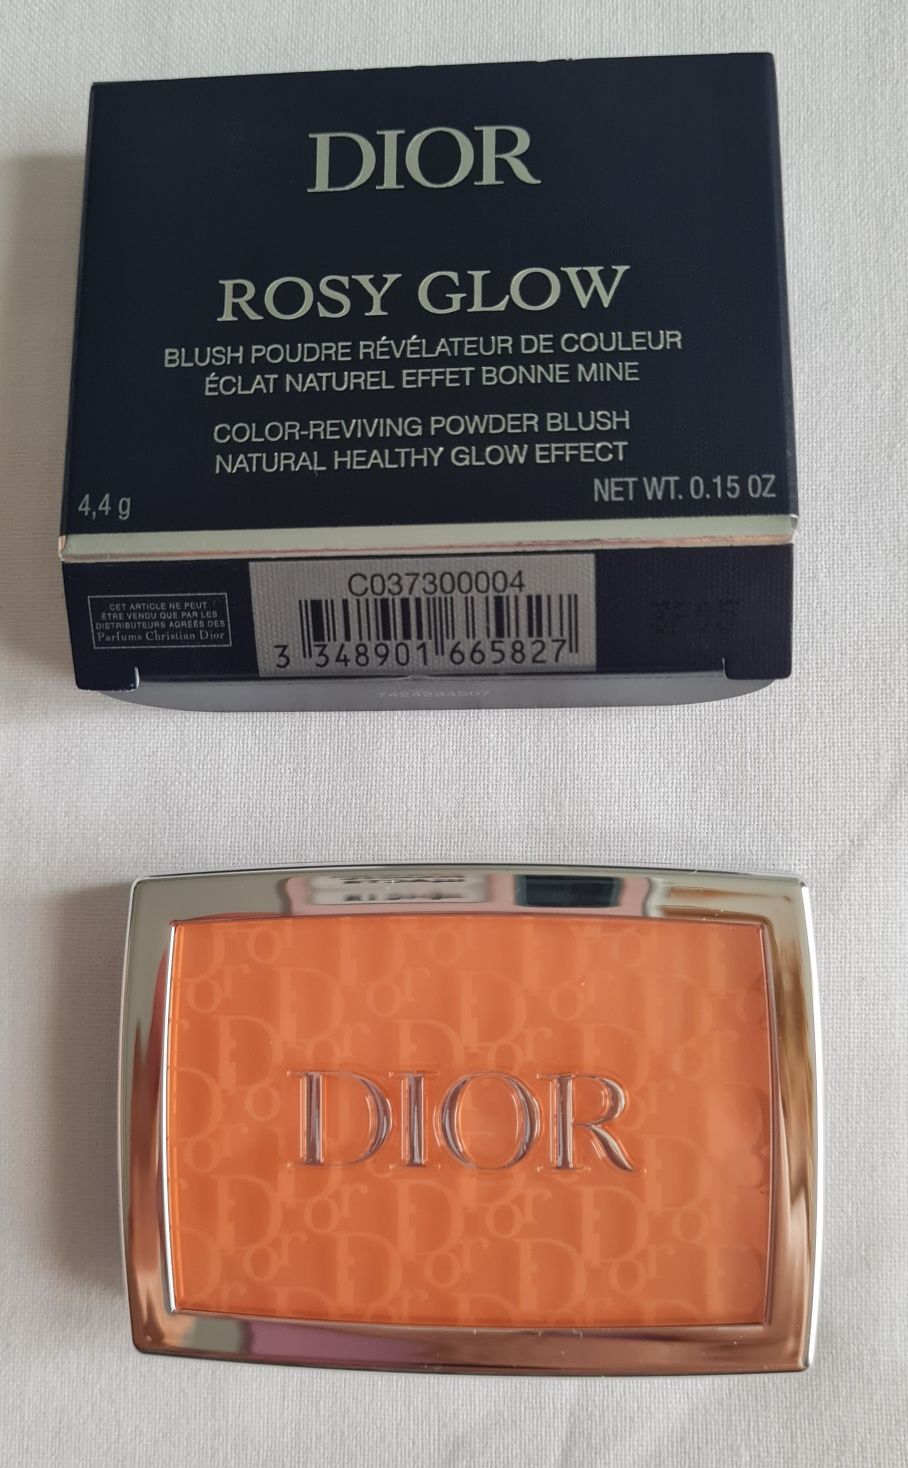 DIOR
ROSY GLOW
BLUSH POUDRE RÉVÉLATEUR DE COULEUR
ÉCLAT NATUREL EFFET BONNE MINE
COLOR-REVIVING POWDER BLUSH
NATURAL HEALTHY GLOW EFFECT
4,4 g
NET WT. 0.15 OZ
CET ARTICLE NE PEUT
ÊTRE VENDU QUE PAR LES
DISTRIBUTEURS AGRÉÉS DES
Parfums Christian Dior
C037300004
3 348901 665827
7424234507
DIOR